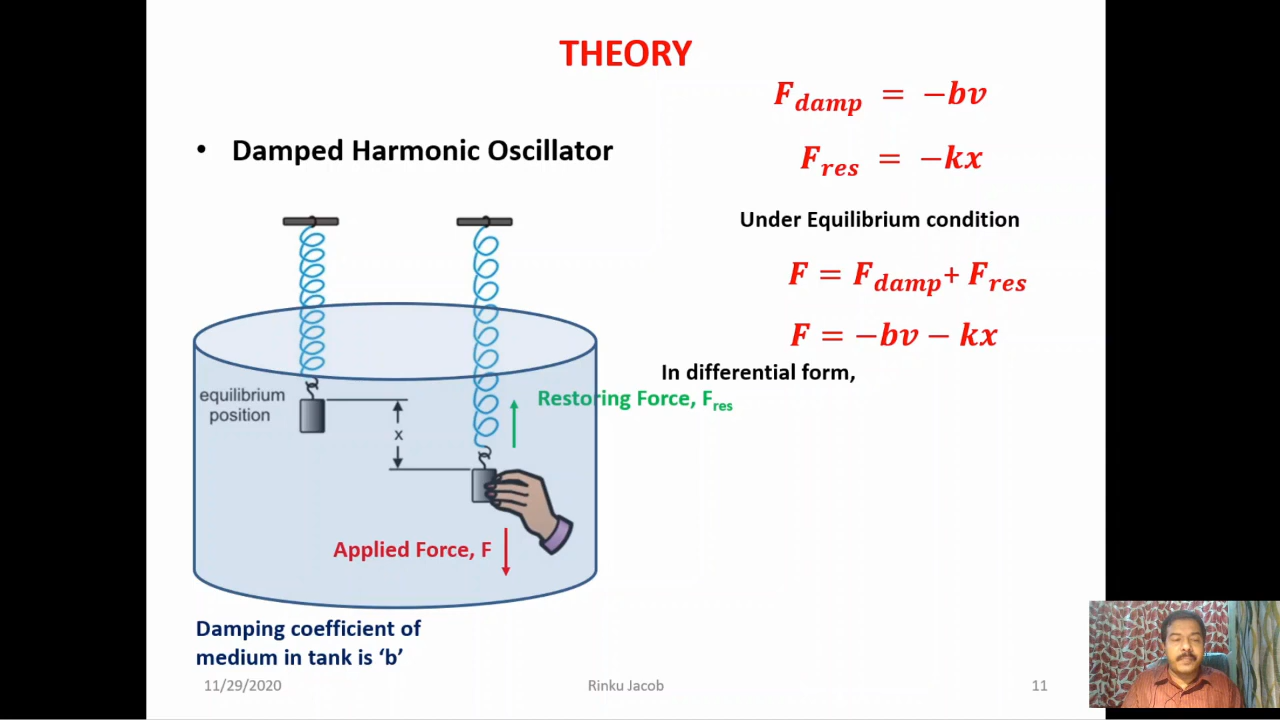 THEORY
• Damped Harmonic Oscillator
F_damp = −bv
F_res = −kx
Under Equilibrium condition
F = F_damp + F_res
F = −bv − kx
In differential form,
equilibrium
position
x
Restoring Force, F_res
Applied Force, F
Damping coefficient of
medium in tank is ‘b’
11/29/2020
Rinku Jacob
11